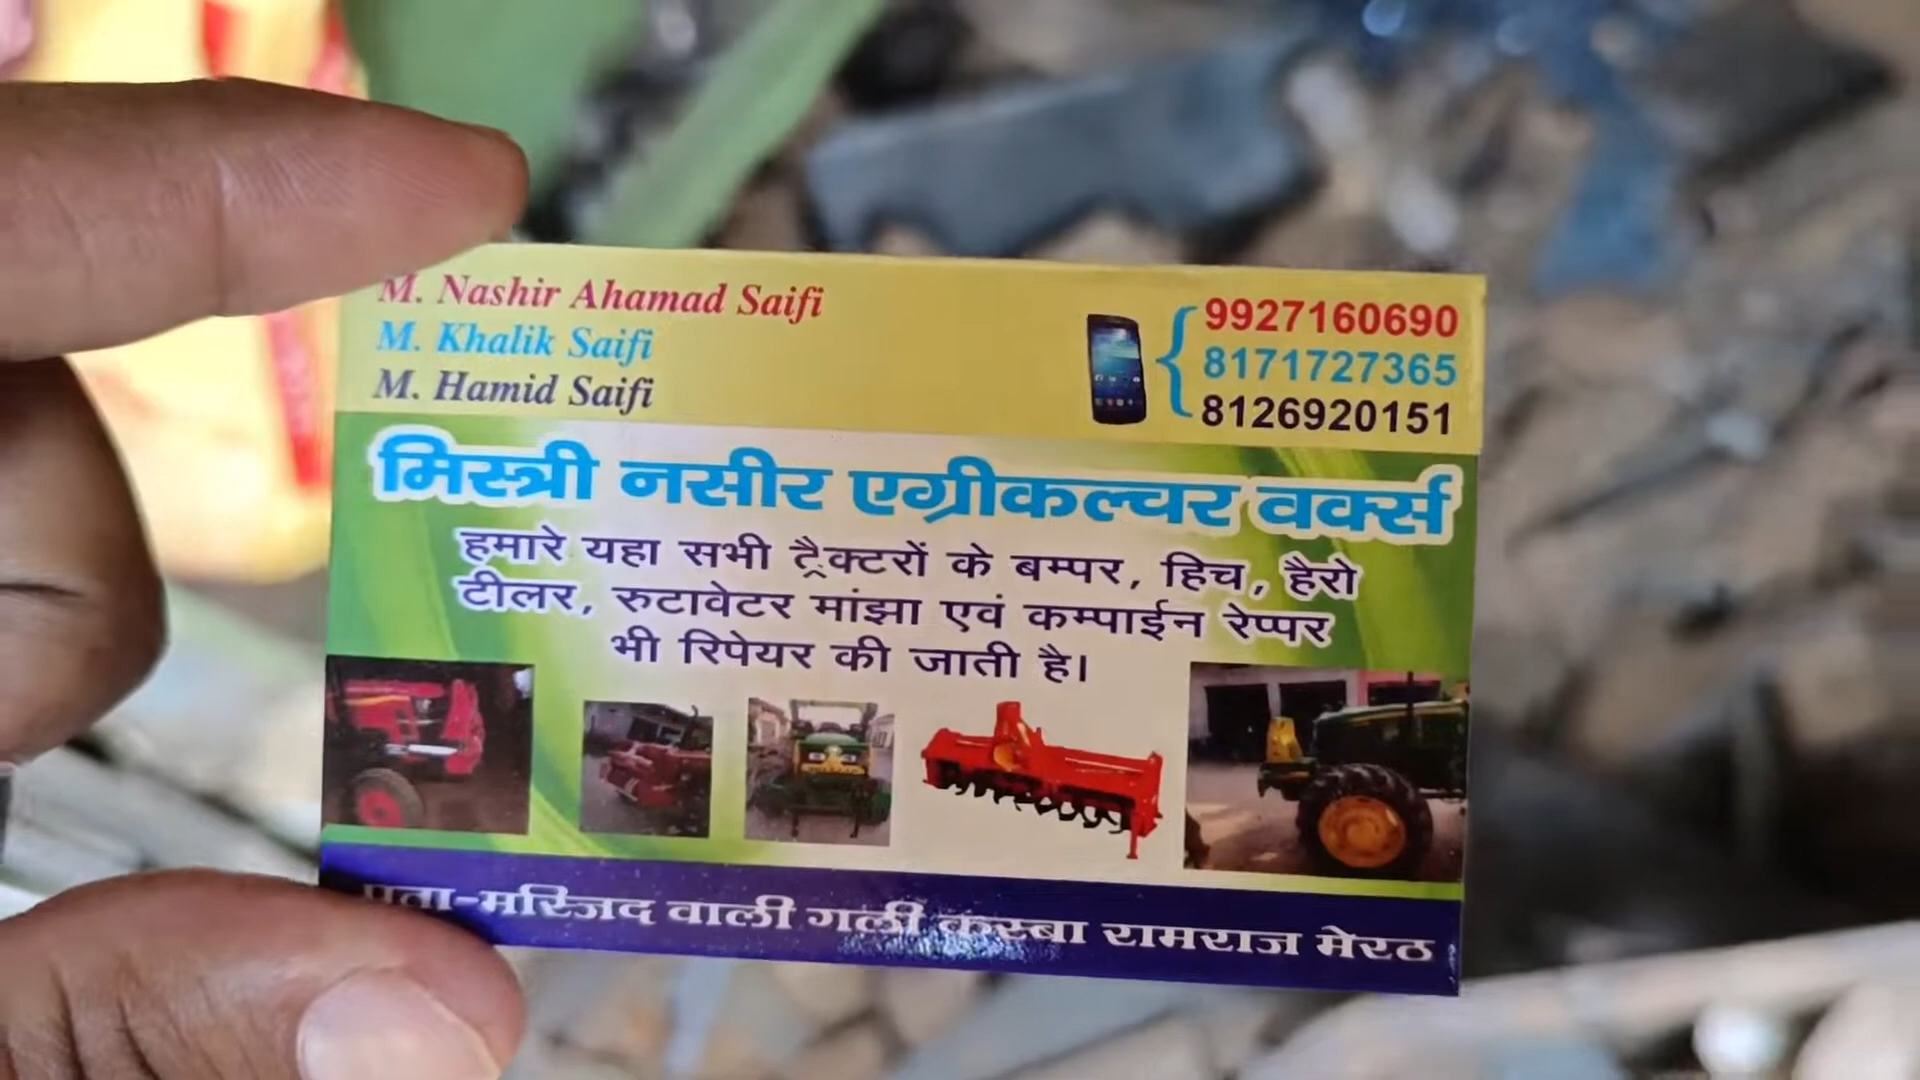 M. Nashir Ahamad Saifi
M. Khalik Saifi
M. Hamid Saifi
9927160690
8171727365
8126920151
मिस्त्री नसीर एग्रीकल्चर वर्क्स
हमारे यहा सभी ट्रैक्टरों के बम्पर, हिच, हैरो
टीलर, रुटावेटर मांझा एवं कम्पाईन रेप्पर
भी रिपेयर की जाती है।
पता-मस्जिद वाली गली कस्बा रामराज मेरठ